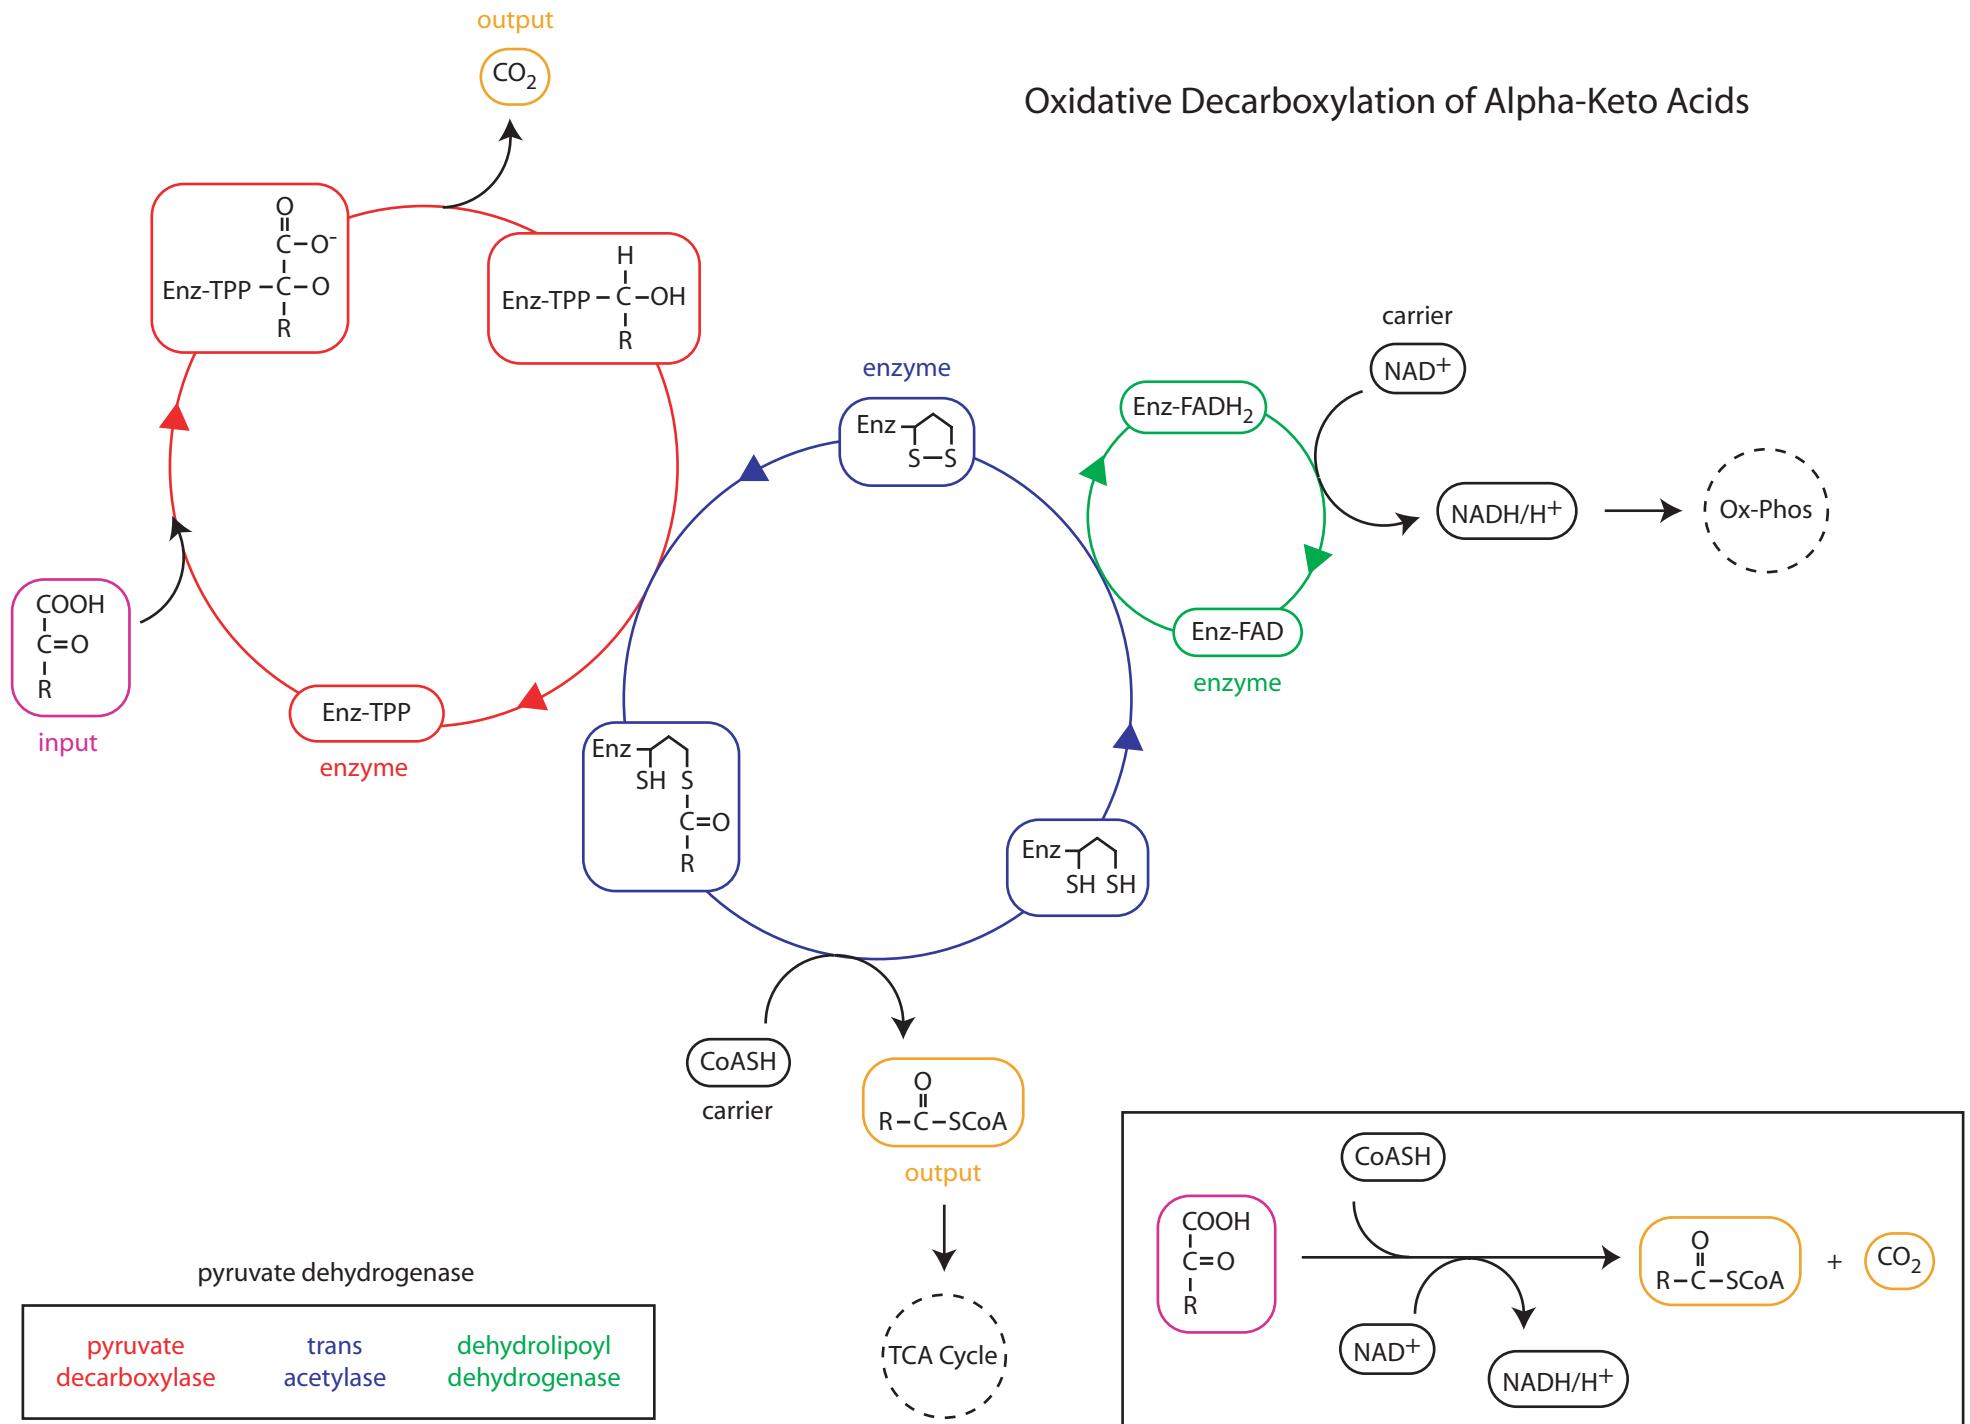 output
CO2
Oxidative Decarboxylation of Alpha-Keto Acids
O
C–O-
Enz-TPP –C–O
R
H
Enz-TPP –C–OH
R
COOH
C=O
R
input
Enz-TPP
enzyme
enzyme
Enz
S–S
Enz
SH S
C=O
R
Enz
SH SH
Enz-FADH2
Enz-FAD
enzyme
carrier
NAD+
NADH/H+
Ox-Phos
CoASH
carrier
O
R–C–SCoA
output
TCA Cycle
pyruvate dehydrogenase
pyruvate
decarboxylase
trans
acetylase
dehydrolipoyl
dehydrogenase
COOH
C=O
R
CoASH
NAD+
NADH/H+
O
R–C–SCoA
+
CO2